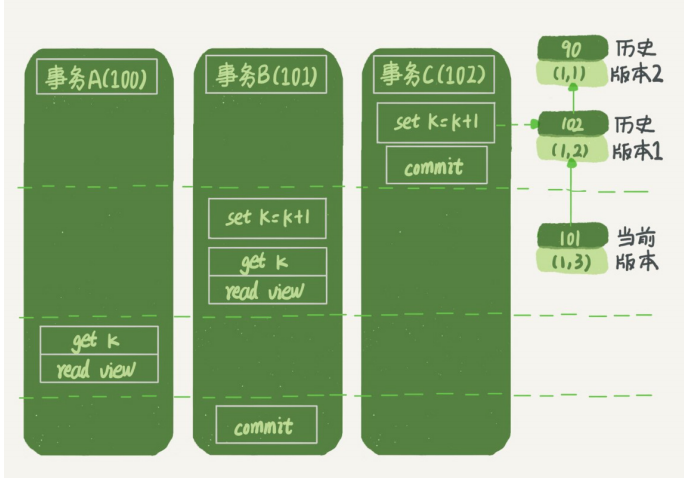 事务A(100)
事务B(101)
事务C(102)
90
历史
(1,1)
版本2
set k=k+1
102
历史
(1,2)
版本1
commit
set k=k+1
101
当前
(1,3)
版本
get k
read view
get k
read view
commit